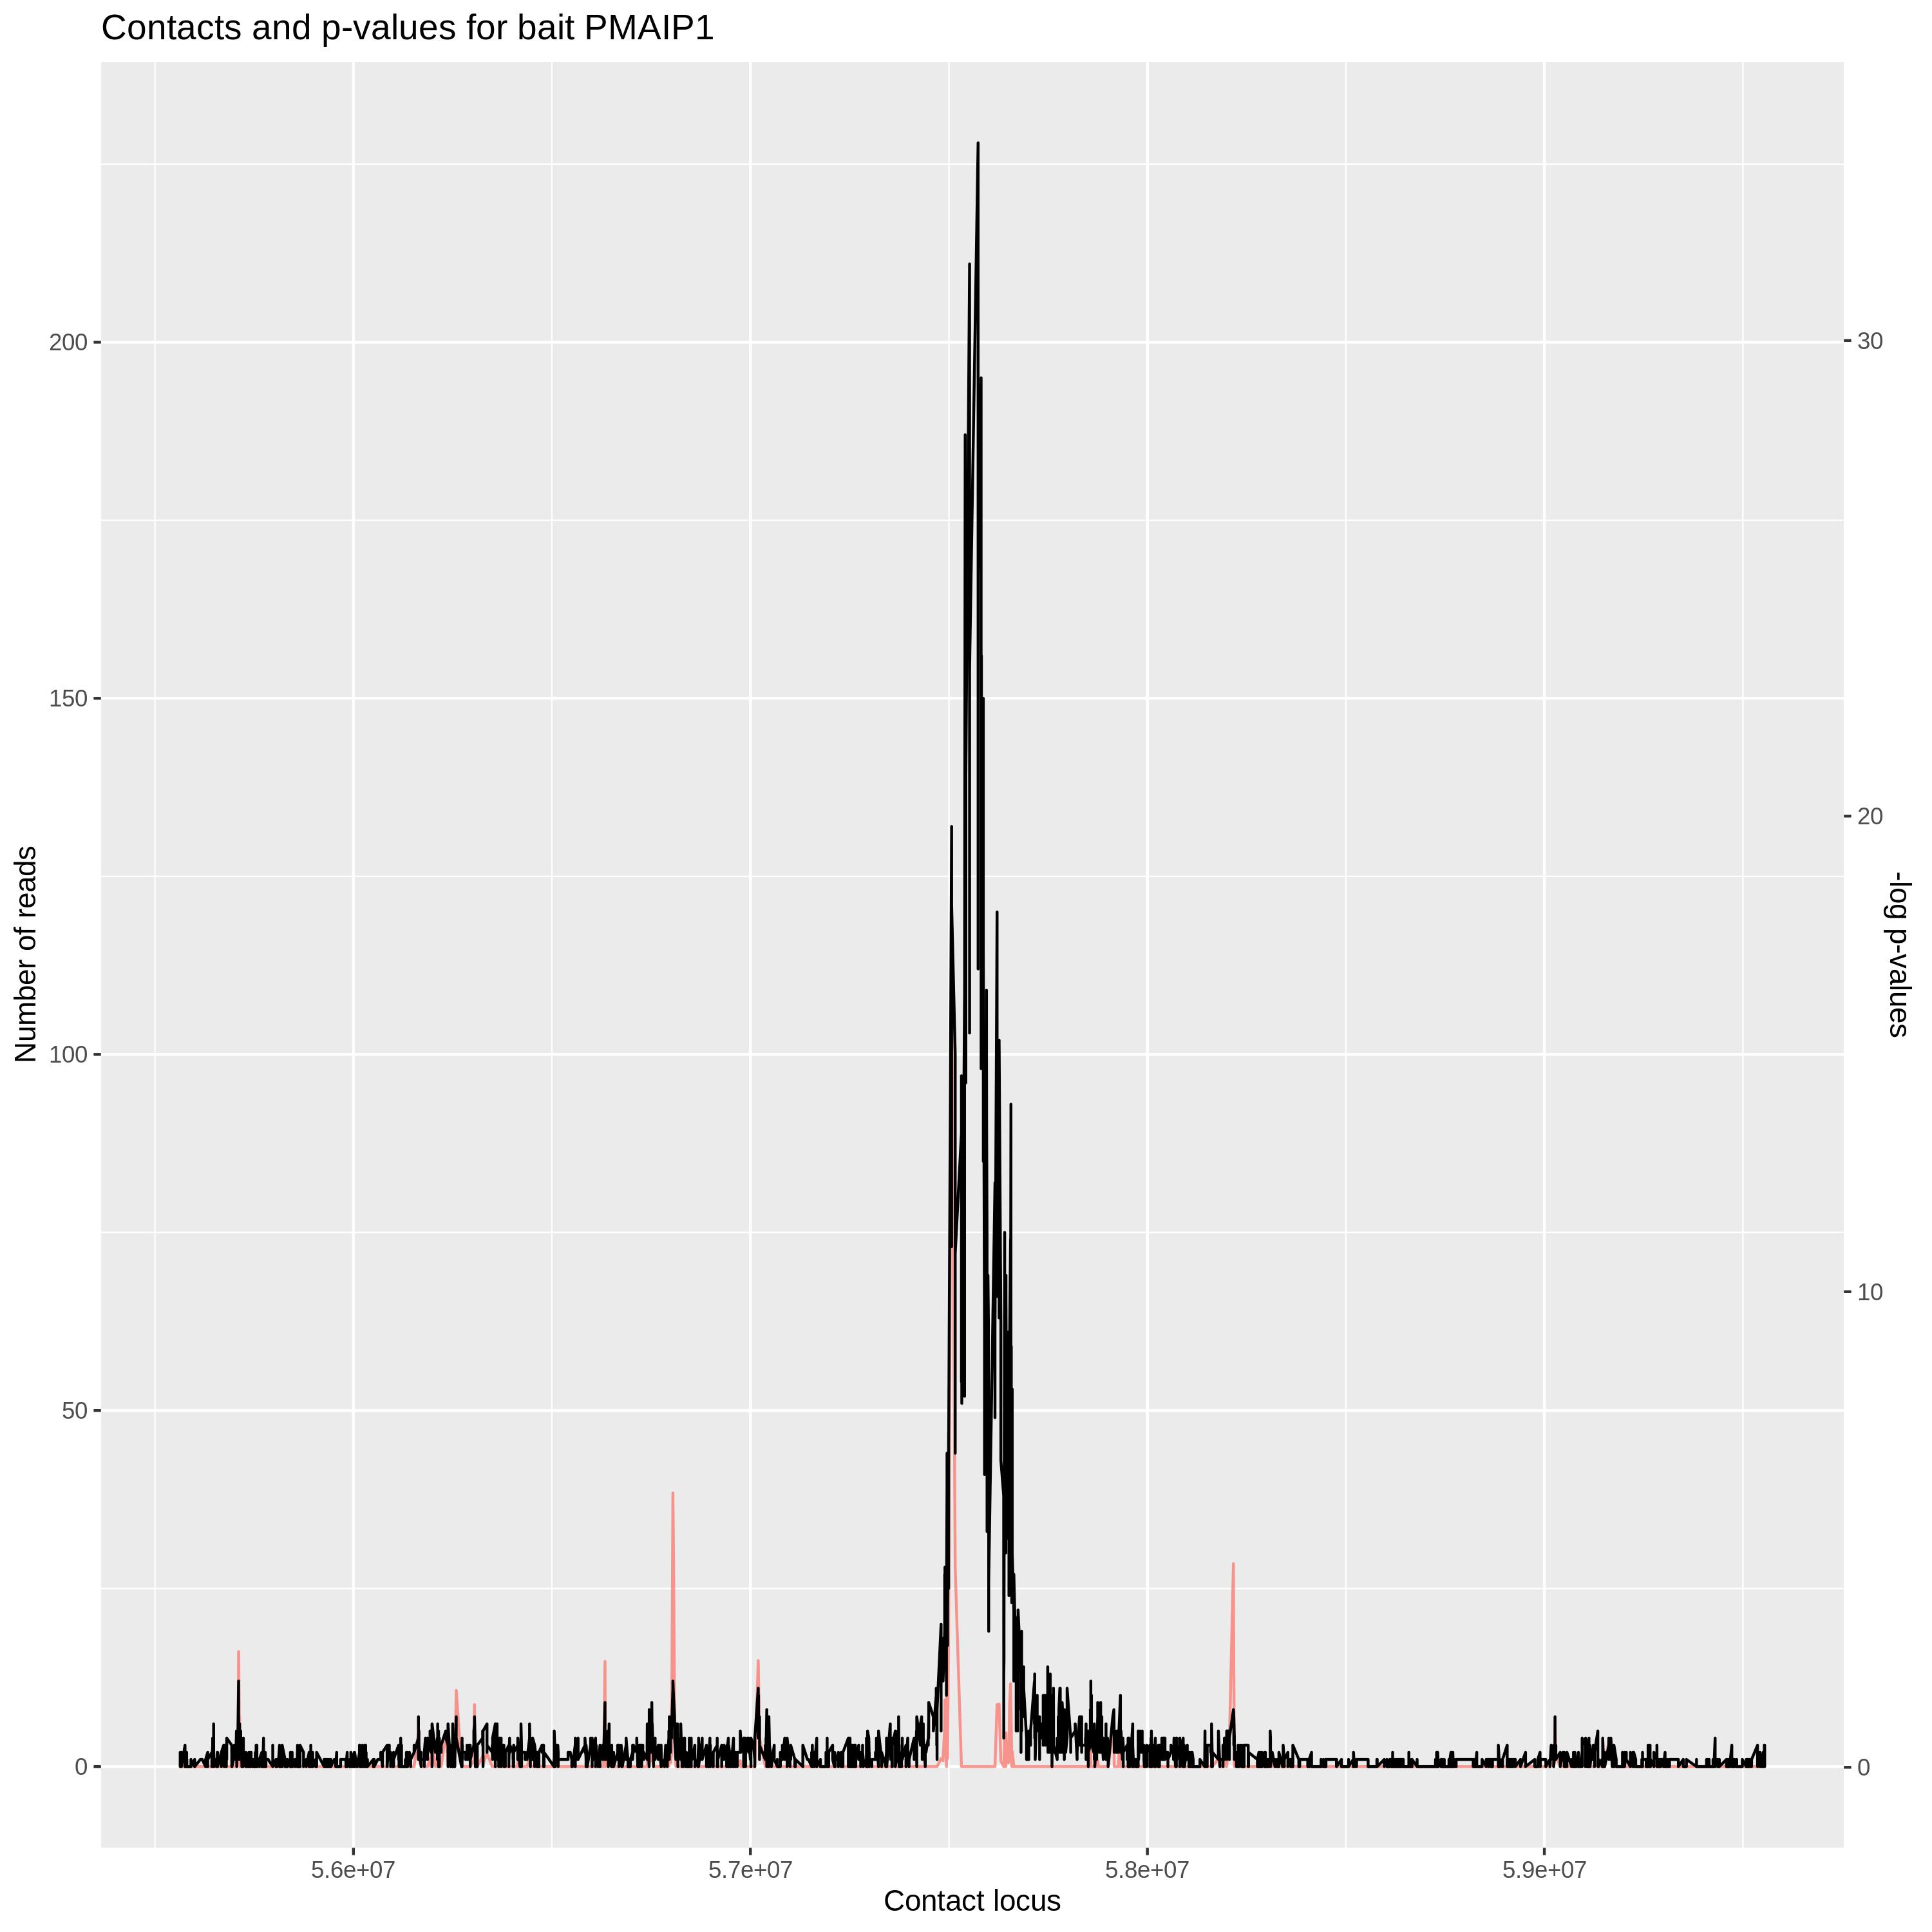 Contacts and p-values for bait PMAIP1
Number of reads
200
150
100
50
0
30
20
10
0
-log p-values
5.6e+07
5.7e+07
5.8e+07
5.9e+07
Contact locus